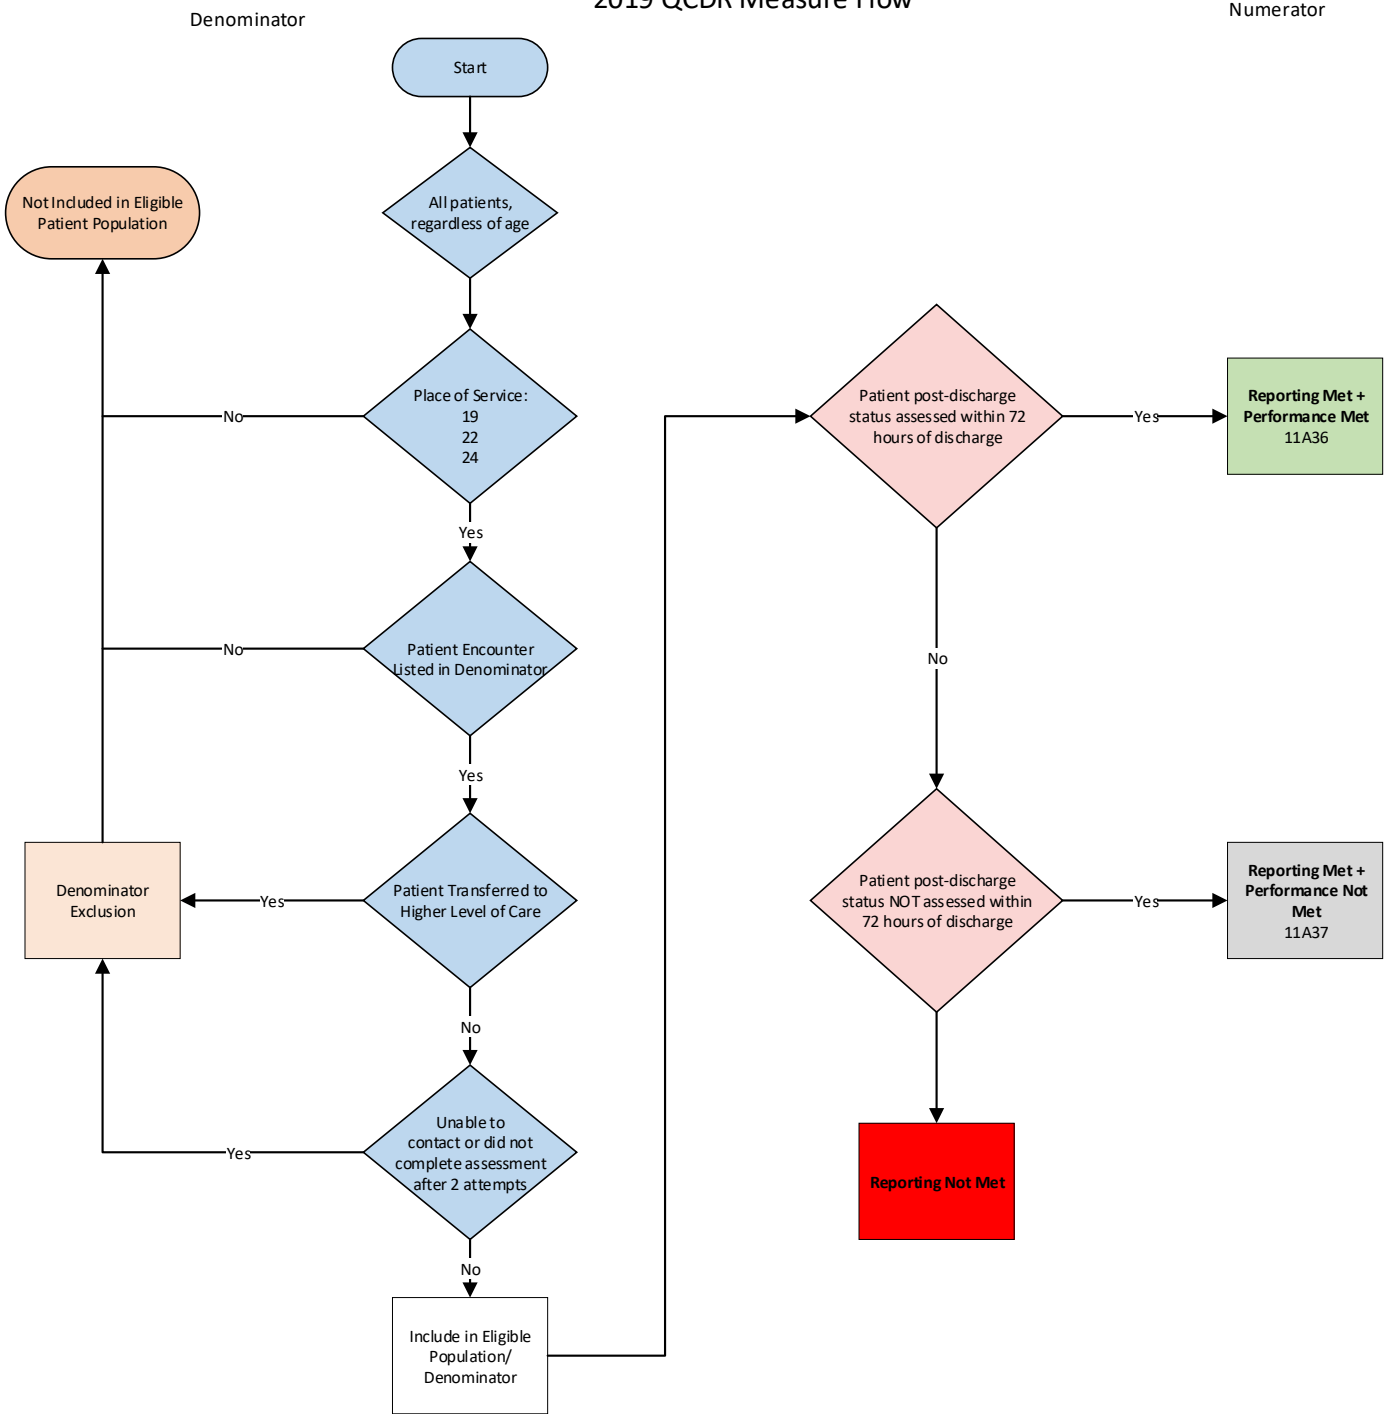 2019 QCDR Measure Flow
Denominator
Numerator
Start
All patients,
regardless of age
Not Included in Eligible
Patient Population
Place of Service:
19
22
24
No
Yes
Patient Encounter
Listed in Denominator
No
Yes
Patient Transferred to
Higher Level of Care
Yes
Denominator
Exclusion
No
Unable to
contact or did not
complete assessment
after 2 attempts
Yes
No
Include in Eligible
Population/
Denominator
Patient post-discharge
status assessed within 72
hours of discharge
Yes
Reporting Met +
Performance Met
11A36
No
Patient post-discharge
status NOT assessed within
72 hours of discharge
Yes
Reporting Met +
Performance Not
Met
11A37
Reporting Not Met